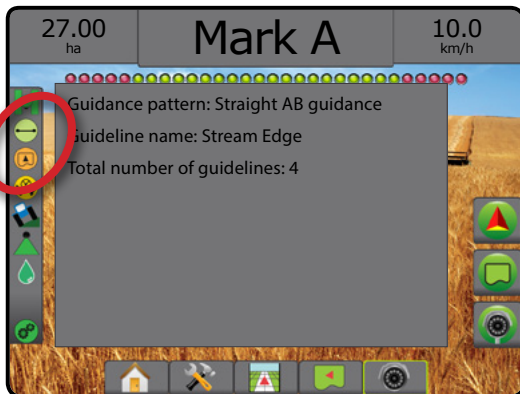 27.00
ha
Mark A
10.0
km/h
Guidance pattern: Straight AB guidance
Guideline name: Stream Edge
Total number of guidelines: 4